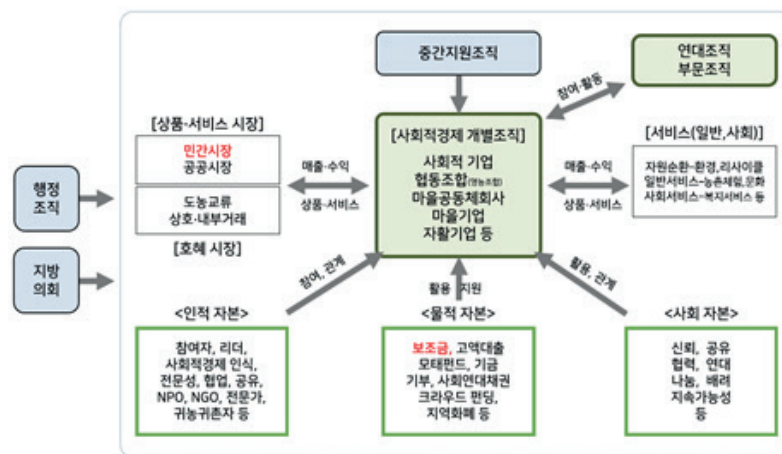 중간지원조직
연대조직
부문조직
참여·활동
[상품-서비스 시장]
민간시장
공공시장
도농교류
상호·내부거래
[호혜 시장]
행정
조직
지방
의회
매출·수익
상품·서비스
[사회적경제 개별조직]
사회적 기업
협동조합(영농조합)
마을공동체회사
마을기업
자활기업 등
매출·수익
상품·서비스
[서비스(일반,사회)]
자원순환-환경,리사이클
일반서비스-농촌체험,문화
사회서비스-복지서비스 등
참여, 관계
활용 지원
활용, 관계
<인적 자본>
참여자, 리더,
사회적경제 인식,
전문성, 협업, 공유,
NPO, NGO, 전문가,
귀농귀촌자 등
<물적 자본>
보조금, 고액대출
모태펀드, 기금
기부, 사회연대채권
크라우드 펀딩,
지역화폐 등
<사회 자본>
신뢰, 공유
협력, 연대
나눔, 배려
지속가능성
등